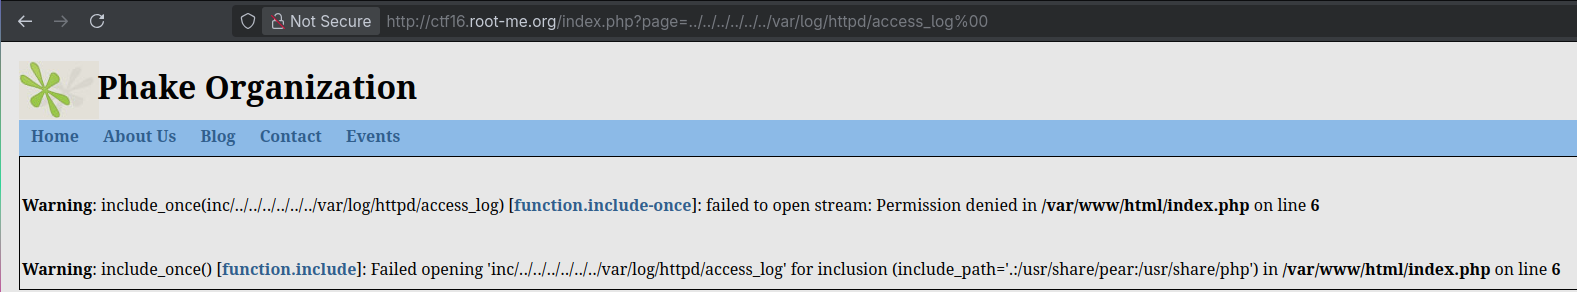 Not Secure http://ctf16.root-me.org/index.php?page=../../../../../../var/log/httpd/access_log%00
Phake Organization
Home About Us Blog Contact Events
Warning: include_once(inc/../../../../../../var/log/httpd/access_log) [function.include-once]: failed to open stream: Permission denied in /var/www/html/index.php on line 6
Warning: include_once() [function.include]: Failed opening 'inc/../../../../../../var/log/httpd/access_log' for inclusion (include_path='.:/usr/share/pear:/usr/share/php') in /var/www/html/index.php on line 6